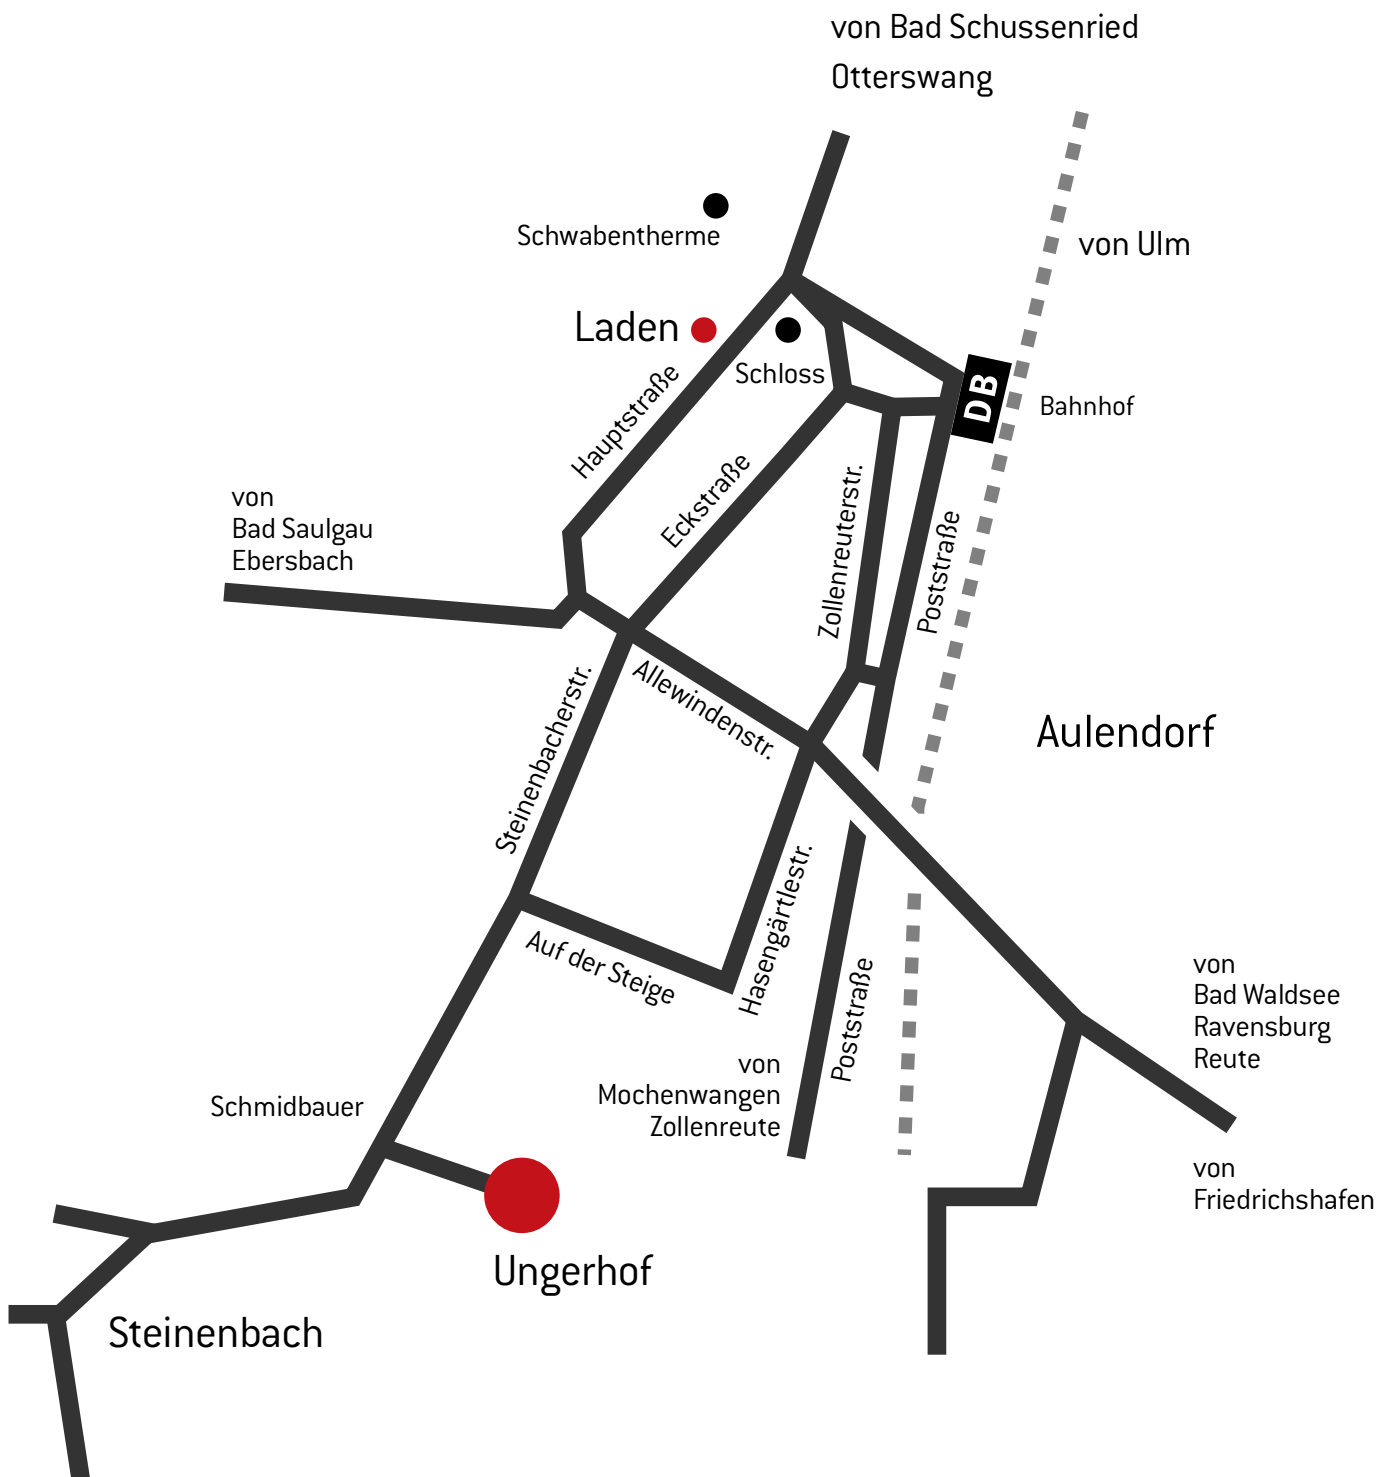 von Bad Schussenried
Otterswang
Schwabentherme
von Ulm
Laden
Schloss
DB
Bahnhof
Hauptstraße
Eckstraße
von
Bad Saulgau
Ebersbach
Zollenreuterstr.
Poststraße
Allewindenstr.
Steinenbacherstr.
Aulendorf
Auf der Steige
Hasengärtlestr.
Poststraße
von
Bad Waldsee
Ravensburg
Reute
von
Mochenwangen
Zollenreute
Schmidbauer
von
Friedrichshafen
Ungerhof
Steinenbach